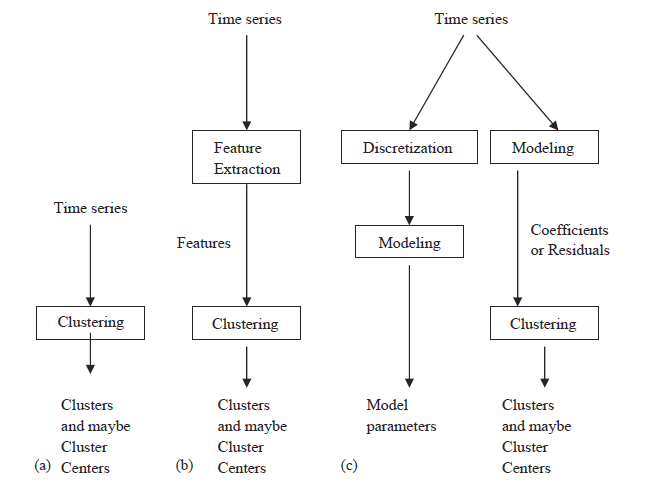 Time series
Time series
Feature
Extraction
Discretization
Modeling
Time series
Features
Modeling
Coefficients
or Residuals
Clustering
Clustering
Clustering
Clusters
and maybe
Cluster
(a) Centers
Clusters
and maybe
Cluster
(b) Centers
Model
parameters
(c)
Clusters
and maybe
Cluster
Centers